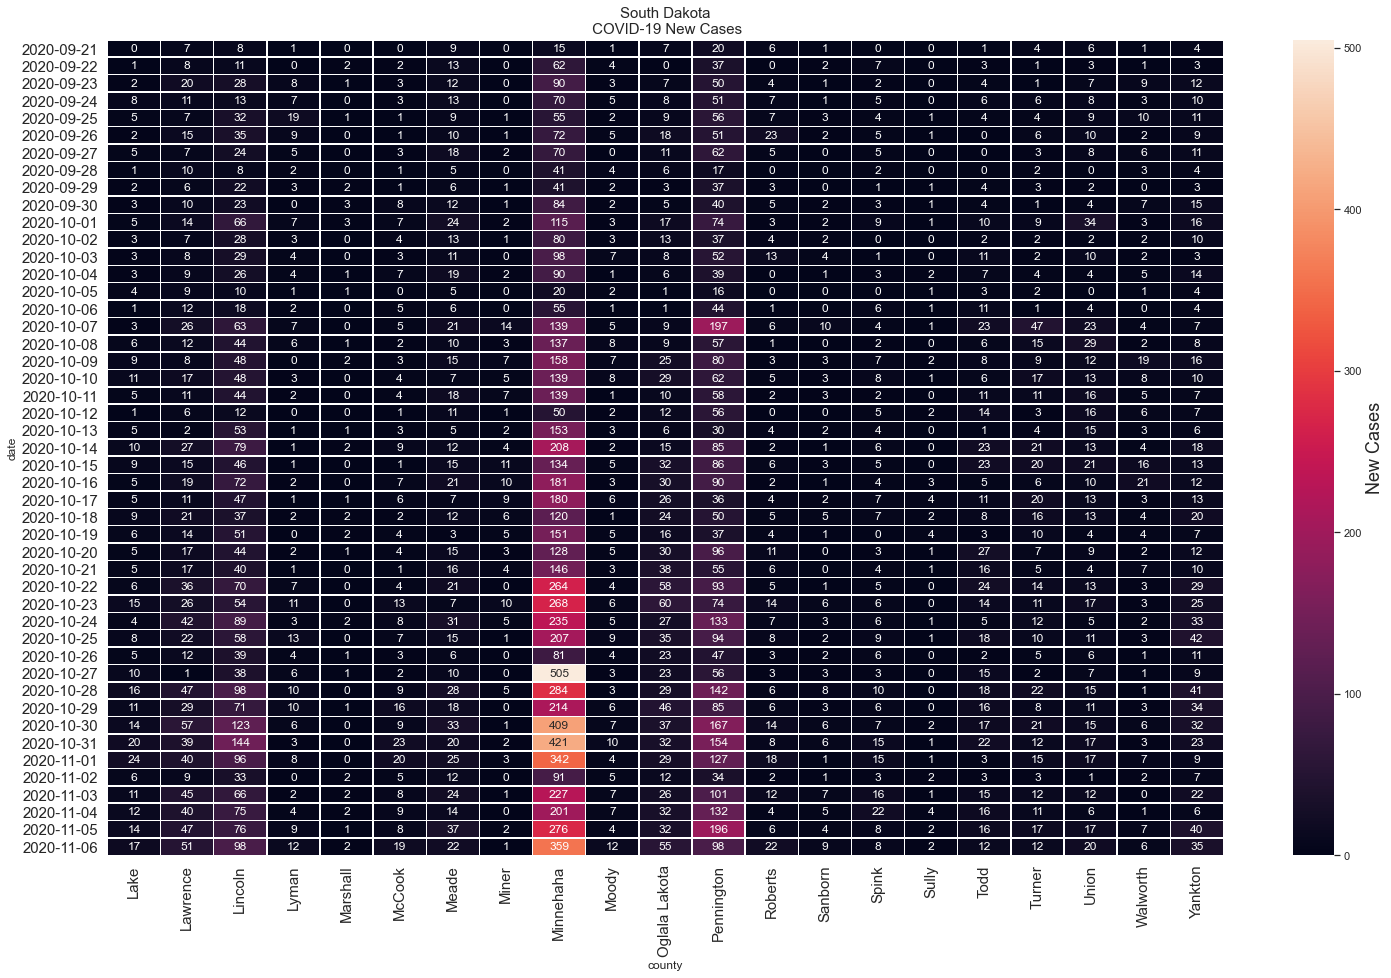 South Dakota
COVID-19 New Cases
2020-09-21 0 7 8 1 0 0 9 0 15 1 7 20 6 1 0 0 1 4 6 1 4
2020-09-22 1 8 11 0 2 2 13 0 62 4 0 37 0 2 7 0 3 1 3 1 3
2020-09-23 2 20 28 8 1 3 12 0 90 3 7 50 4 1 2 0 4 1 7 9 12
2020-09-24 8 11 13 7 0 3 13 0 70 5 8 51 7 1 5 0 6 6 8 3 10
2020-09-25 5 7 32 19 1 1 9 1 55 2 9 56 7 3 4 1 4 4 9 10 11
2020-09-26 2 15 35 9 0 1 10 1 72 5 18 51 23 2 5 1 0 6 10 2 9
2020-09-27 5 7 24 5 0 3 18 2 70 0 11 62 5 0 5 0 0 3 8 6 11
2020-09-28 1 10 8 2 0 1 5 0 41 4 6 17 0 0 2 0 0 2 0 3 4
2020-09-29 2 6 22 3 2 1 6 1 41 2 3 37 3 0 1 1 4 3 2 0 3
2020-09-30 3 10 23 0 3 8 12 1 84 2 5 40 5 2 3 1 4 1 4 7 15
2020-10-01 5 14 66 7 3 7 24 2 115 3 17 74 3 2 9 1 10 9 34 3 16
2020-10-02 3 7 28 3 0 4 13 1 80 3 13 37 4 2 0 0 2 2 2 2 10
2020-10-03 3 8 29 4 0 3 11 0 98 7 8 52 13 4 1 0 11 2 10 2 3
2020-10-04 3 9 26 4 1 7 19 2 90 1 6 39 0 1 3 2 7 4 4 5 14
2020-10-05 4 9 10 1 1 0 5 0 20 2 1 16 0 0 0 1 3 2 0 1 4
2020-10-06 1 12 18 2 0 5 6 0 55 1 1 44 1 0 6 1 11 1 4 0 4
2020-10-07 3 26 63 7 0 5 21 14 139 5 9 197 6 10 4 1 23 47 23 4 7
2020-10-08 6 12 44 6 1 2 10 3 137 8 9 57 1 0 2 0 6 15 29 2 8
2020-10-09 9 8 48 0 2 3 15 7 158 7 25 80 3 3 7 2 8 9 12 19 16
2020-10-10 11 17 48 3 0 4 7 5 139 8 29 62 5 3 8 1 6 17 13 8 10
2020-10-11 5 11 44 2 0 4 18 7 139 1 10 58 2 3 2 0 11 11 16 5 7
2020-10-12 1 6 12 0 0 1 11 1 50 2 12 56 0 0 5 2 14 3 16 6 7
2020-10-13 5 2 53 1 1 3 5 2 153 3 6 30 4 2 4 0 1 4 15 3 6
2020-10-14 10 27 79 1 2 9 12 4 208 2 15 85 2 1 6 0 23 21 13 4 18
2020-10-15 9 15 46 1 0 1 15 11 134 5 32 86 6 3 5 0 23 20 21 16 13
2020-10-16 5 19 72 2 0 7 21 10 181 3 30 90 2 1 4 3 5 6 10 21 12
2020-10-17 5 11 47 1 1 6 7 9 180 6 26 36 4 2 7 4 11 20 13 3 13
2020-10-18 9 21 37 2 2 2 12 6 120 1 24 50 5 5 7 2 8 16 13 4 20
2020-10-19 6 14 51 0 2 4 3 5 151 5 16 37 4 1 0 4 3 10 4 4 7
2020-10-20 5 17 44 2 1 4 15 3 128 5 30 96 11 0 3 1 27 7 9 2 12
2020-10-21 5 17 40 1 0 1 16 4 146 3 38 55 6 0 4 1 16 5 4 7 10
2020-10-22 6 36 70 7 0 4 21 0 264 4 58 93 5 1 5 0 24 14 13 3 29
2020-10-23 15 26 54 11 0 13 7 10 268 6 60 74 14 6 6 0 14 11 17 3 25
2020-10-24 4 42 89 3 2 8 31 5 235 5 27 133 7 3 6 1 5 12 5 2 33
2020-10-25 8 22 58 13 0 7 15 1 207 9 35 94 8 2 9 1 18 10 11 3 42
2020-10-26 5 12 39 4 1 3 6 0 81 4 23 47 3 2 6 0 2 5 6 1 11
2020-10-27 10 1 38 6 1 2 10 0 505 3 23 56 3 3 3 0 15 2 7 1 9
2020-10-28 16 47 98 10 0 9 28 5 284 3 29 142 6 8 10 0 18 22 15 1 41
2020-10-29 11 29 71 10 1 16 18 0 214 6 46 85 6 3 6 0 16 8 11 3 34
2020-10-30 14 57 123 6 0 9 33 1 409 7 37 167 14 6 7 2 17 21 15 6 32
2020-10-31 20 39 144 3 0 23 20 2 421 10 32 154 8 6 15 1 22 12 17 3 23
2020-11-01 24 40 96 8 0 20 25 3 342 4 29 127 18 1 15 1 3 15 17 7 9
2020-11-02 6 9 33 0 2 5 12 0 91 5 12 34 2 1 3 2 3 3 1 2 7
2020-11-03 11 45 66 2 2 8 24 1 227 7 26 101 12 7 16 1 15 12 12 0 22
2020-11-04 12 40 75 4 2 9 14 0 201 7 32 132 4 5 22 4 16 11 6 1 6
2020-11-05 14 47 76 9 1 8 37 2 276 4 32 196 6 4 8 2 16 17 17 7 40
2020-11-06 17 51 98 12 2 19 22 1 359 12 55 98 22 9 8 2 12 12 20 6 35
date
Lake Lawrence Lincoln Lyman Marshall McCook Meade Miner Minnehaha Moody Oglala Lakota Pennington Roberts Sanborn Spink Sully Todd Turner Union Walworth Yankton
county
500
400
300
200
100
0
New Cases